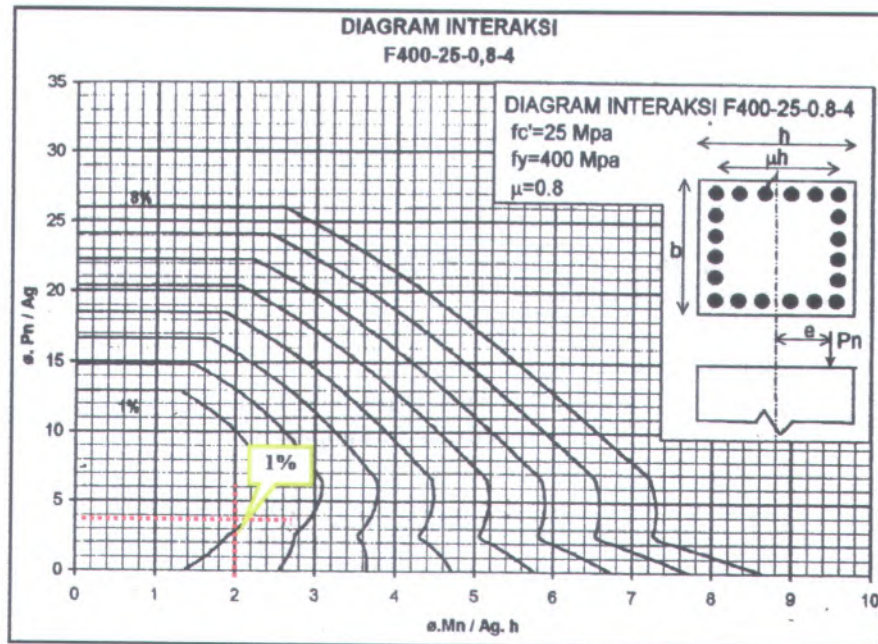 DIAGRAM INTERAKSI
F400-25-0,8-4
35
30
25
20
15
10
5
0
ø. Pn / Ag
8%
1%
1%
DIAGRAM INTERAKSI F400-25-0.8-4
fc'=25 Mpa
fy=400 Mpa
µ=0.8
h
µh
b
e
Pn
0 1 2 3 4 5 6 7 8 9 10
ø.Mn / Ag. h